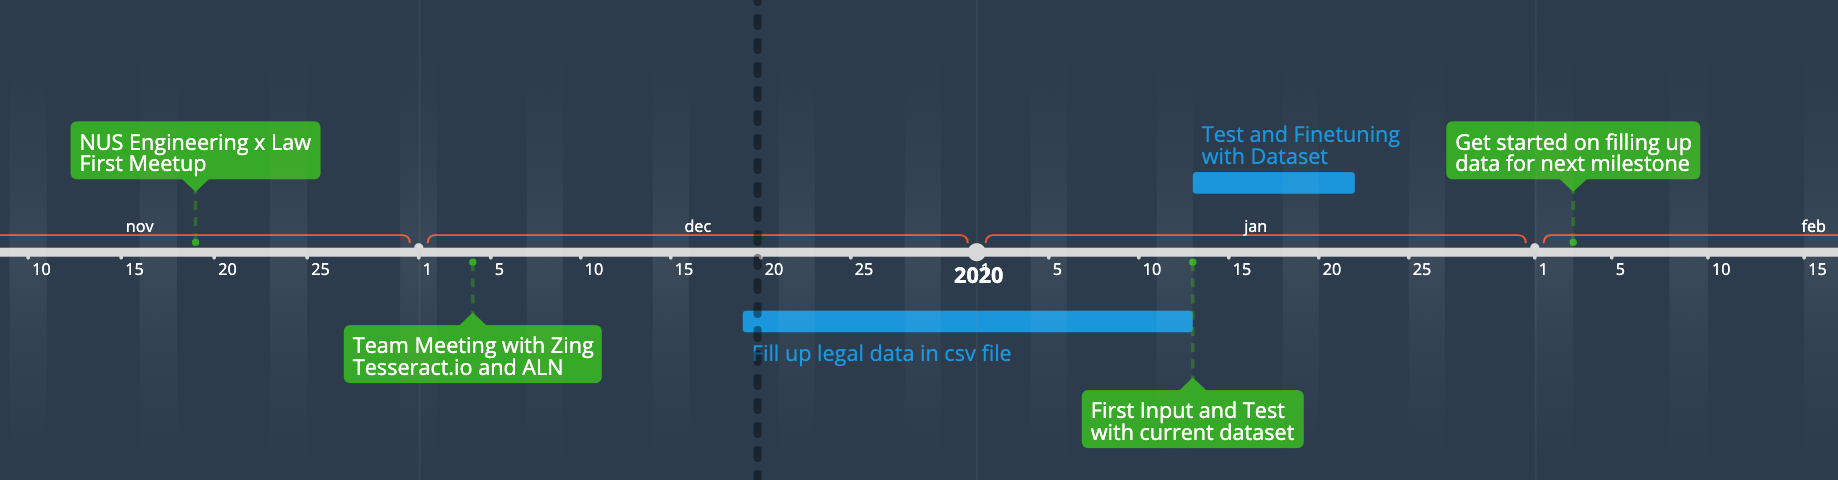 NUS Engineering x Law
First Meetup
Test and Finetuning
with Dataset
Get started on filling up
data for next milestone
nov
dec
jan
feb
10 15 20 25 1 5 10 15 20 25 1 5 10 15 20 25 1 5 10 15
2020
Team Meeting with Zing
Tesseract.io and ALN
Fill up legal data in csv file
First Input and Test
with current dataset